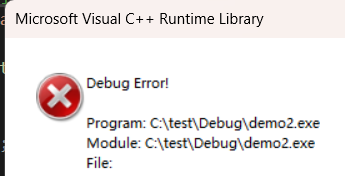 Microsoft Visual C++ Runtime Library
Debug Error!
Program: C:\test\Debug\demo2.exe
Module: C:\test\Debug\demo2.exe
File: